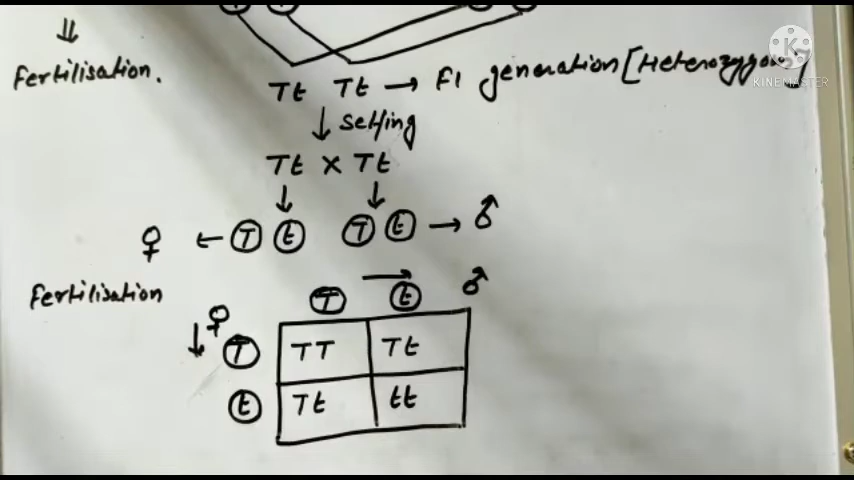 Fertilisation.
Tt Tt → F1 generation [Heterozygous]
↓ selfing
Tt × Tt
↓ ↓
♀ ← T t T t → ♂
Fertilisation
→ ♂
T t
↓ ♀
T TT Tt
t Tt tt
K
KINEMASTER